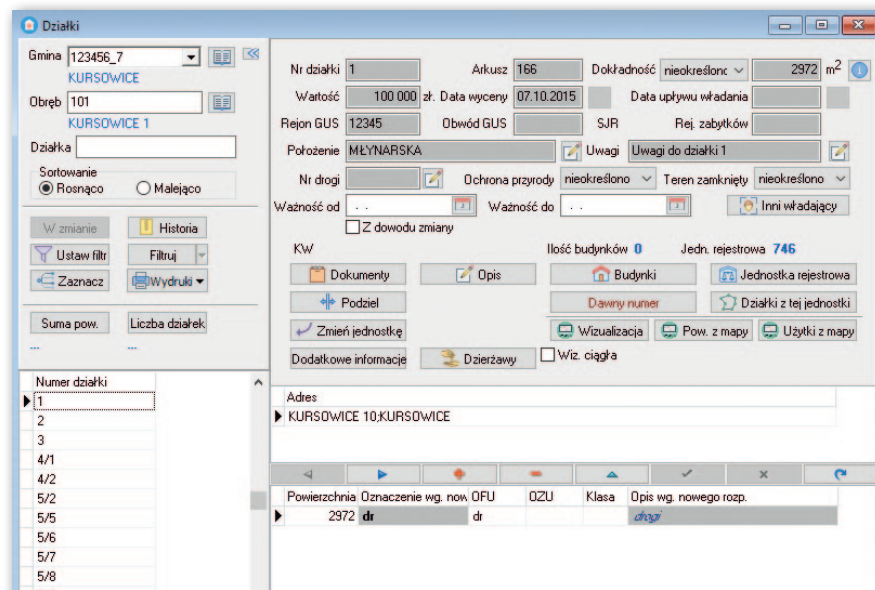 Działki
Gmina 123456_7
KURSOWICE
Obręb 101
KURSOWICE 1
Działka
Sortowanie
Rosnąco Malejąco
W zmianie Historia
Ustaw filtr Filtruj
Zaznacz Wydruki
Suma pow. Liczba działek
... ...
Numer działki
1
2
3
4/1
4/2
5/2
5/5
5/6
5/7
5/8
Nr działki 1 Arkusz 166 Dokładność nieokreślonc 2972 m2
Wartość 100 000 zł. Data wyceny 07.10.2015 Data upływu władania
Rejon GUS 12345 Obwód GUS SJR Rej. zabytków
Położenie MŁYNARSKA Uwagi Uwagi do działki 1
Nr drogi Ochrona przyrody nieokreślono Teren zamknięty nieokreślono
Ważność od . . Ważność do . . Inni władający
Z dowodu zmiany
KW Ilość budynków 0 Jedn. rejestrowa 746
Dokumenty Opis Budynki Jednostka rejestrowa
Podziel Dawny numer Działki z tej jednostki
Zmień jednostkę Wizualizacja Pow. z mapy Użytki z mapy
Dodatkowe informacje Dzierżawy Wiz. ciągła
Adres
KURSOWICE 10;KURSOWICE
Powierzchnia Oznaczenie wg. now OFU OZU Klasa Opis wg. nowego rozp.
2972 dr dr drogi